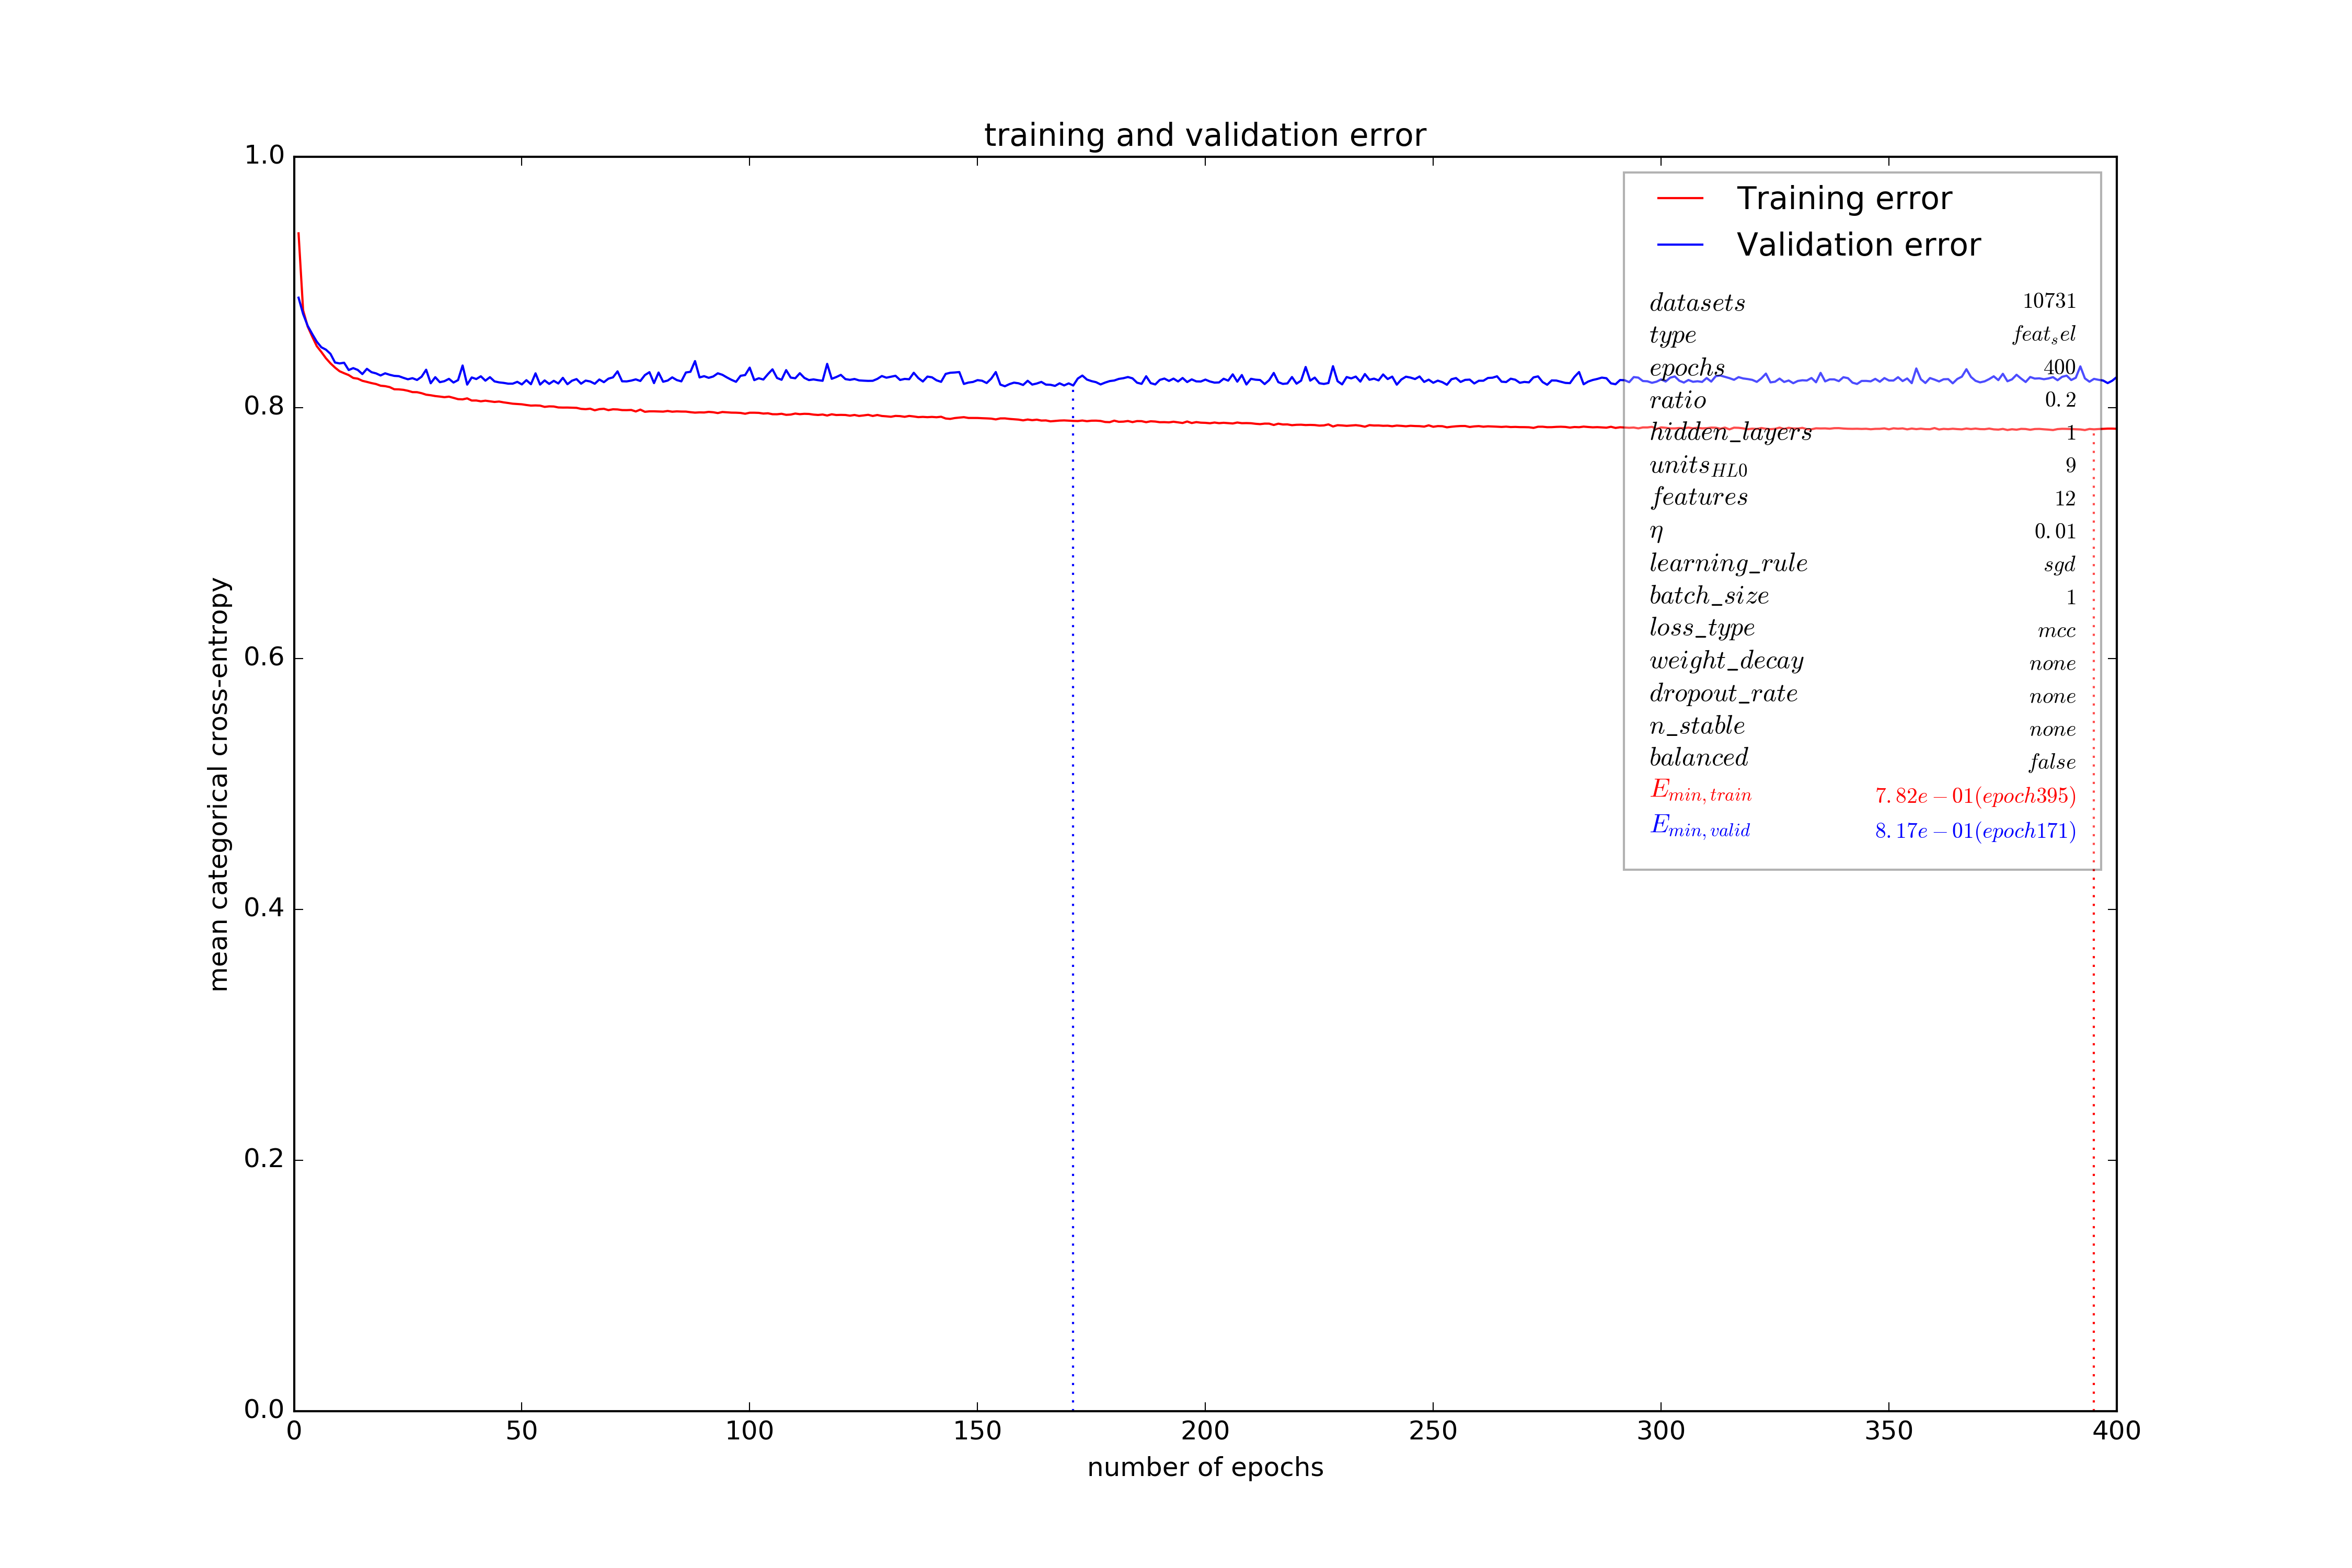 training and validation error
1.0
0.8
0.6
0.4
0.2
0.0
mean categorical cross-entropy
Training error
Validation error
datasets 10731
type feat_sel
epochs 400
ratio 0.2
hidden_layers 1
units_HL0 9
features 12
η 0.01
learning_rule sgd
batch_size 1
loss_type mcc
weight_decay none
dropout_rate none
n_stable none
balanced false
E_min,train 7.82e−01(epoch395)
E_min,valid 8.17e−01(epoch171)
0 50 100 150 200 250 300 350 400
number of epochs